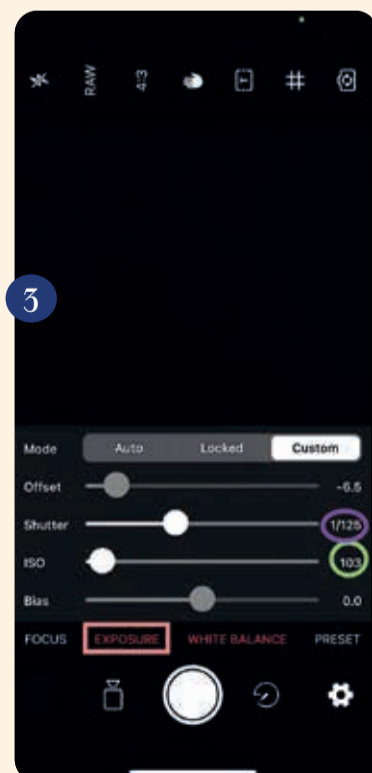 RAW 4:3
3
Mode Auto Locked Custom
Offset -6.5
Shutter 1/125
ISO 103
Bias 0.0
FOCUS EXPOSURE WHITE BALANCE PRESET